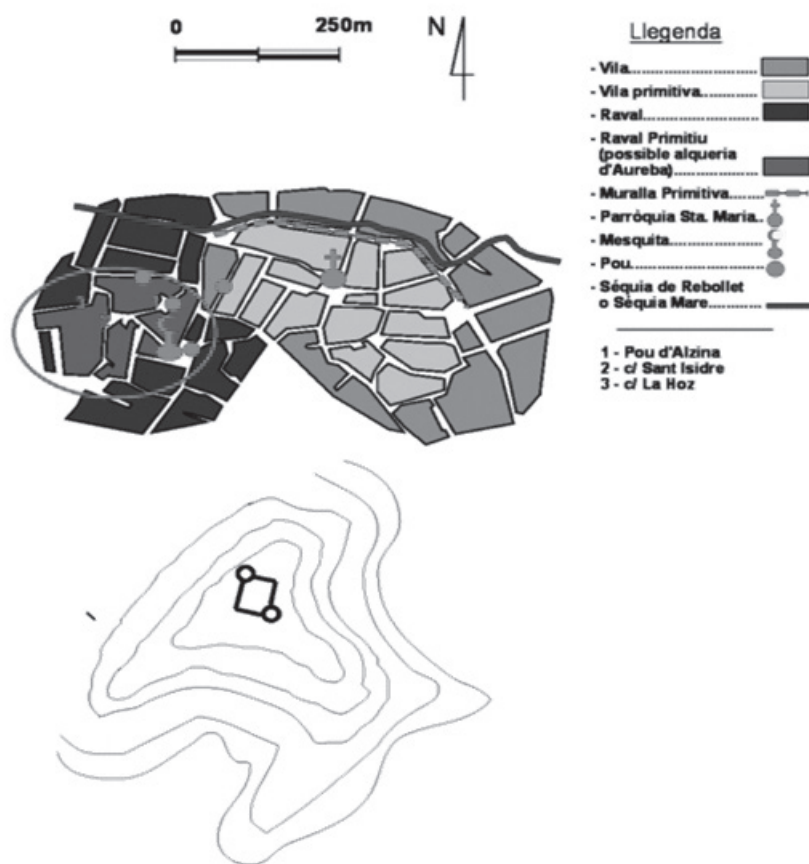 0 250m
N
Llegenda
- Vila..............................
- Vila primitiva..............
- Raval...........................
- Raval Primitiu
(possible alqueria
d'Aureba)....................
- Muralla Primitiva.....
- Parròquia Sta. Maria..
- Mesquita.....................
- Pou..............................
- Séquia de Rebollet
o Sèquia Mare............
1 - Pou d'Alzina
2 - c/ Sant Isidre
3 - c/ La Hoz